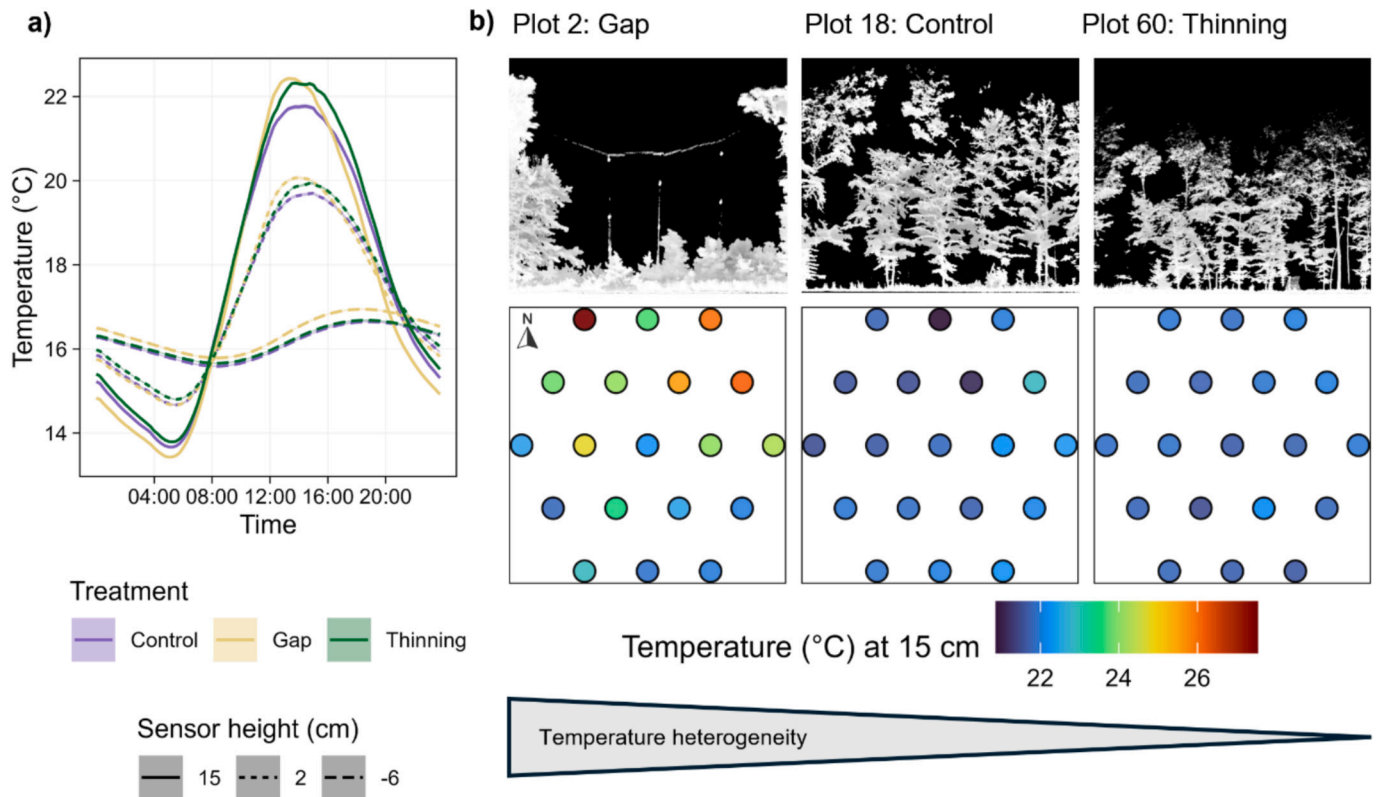 a)
Temperature (°C)
22
20
18
16
14
04:00 08:00 12:00 16:00 20:00
Time
Treatment
Control Gap Thinning
Sensor height (cm)
15 2 -6
b) Plot 2: Gap Plot 18: Control Plot 60: Thinning
N
Temperature (°C) at 15 cm
22 24 26
Temperature heterogeneity